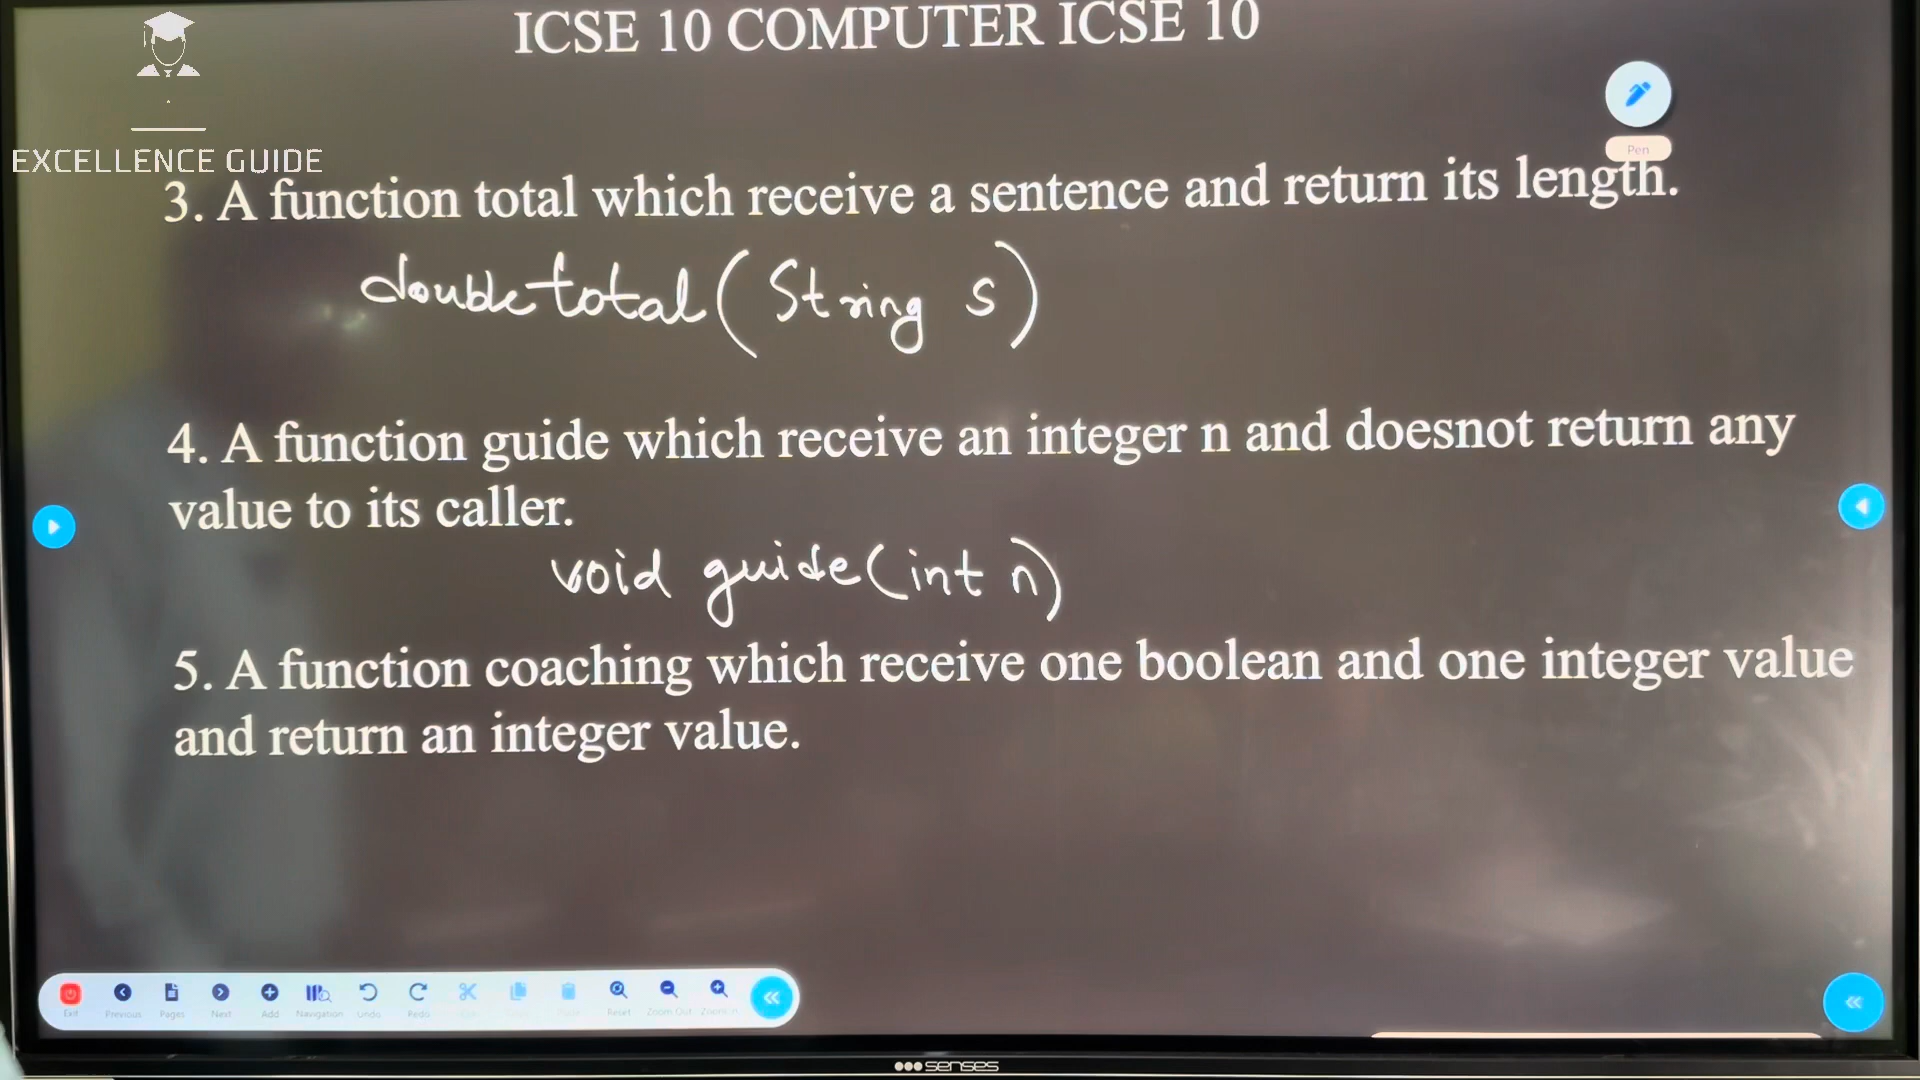 ICSE 10 COMPUTER ICSE 10
EXCELLENCE GUIDE
Pen
3. A function total which receive a sentence and return its length.
double total (String s)
4. A function guide which receive an integer n and doesnot return any
value to its caller.
void guide (int n)
5. A function coaching which receive one boolean and one integer value
and return an integer value.
Exit Previous Pages Next Add Navigation Undo Redo Reset Zoom Out
senses